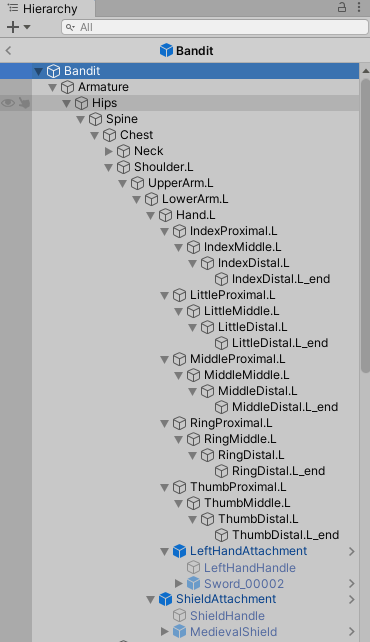 Hierarchy
All
Bandit
Bandit
Armature
Hips
Spine
Chest
Neck
Shoulder.L
UpperArm.L
LowerArm.L
Hand.L
IndexProximal.L
IndexMiddle.L
IndexDistal.L
IndexDistal.L_end
LittleProximal.L
LittleMiddle.L
LittleDistal.L
LittleDistal.L_end
MiddleProximal.L
MiddleMiddle.L
MiddleDistal.L
MiddleDistal.L_end
RingProximal.L
RingMiddle.L
RingDistal.L
RingDistal.L_end
ThumbProximal.L
ThumbMiddle.L
ThumbDistal.L
ThumbDistal.L_end
LeftHandAttachment
LeftHandHandle
Sword_00002
ShieldAttachment
ShieldHandle
MedievalShield